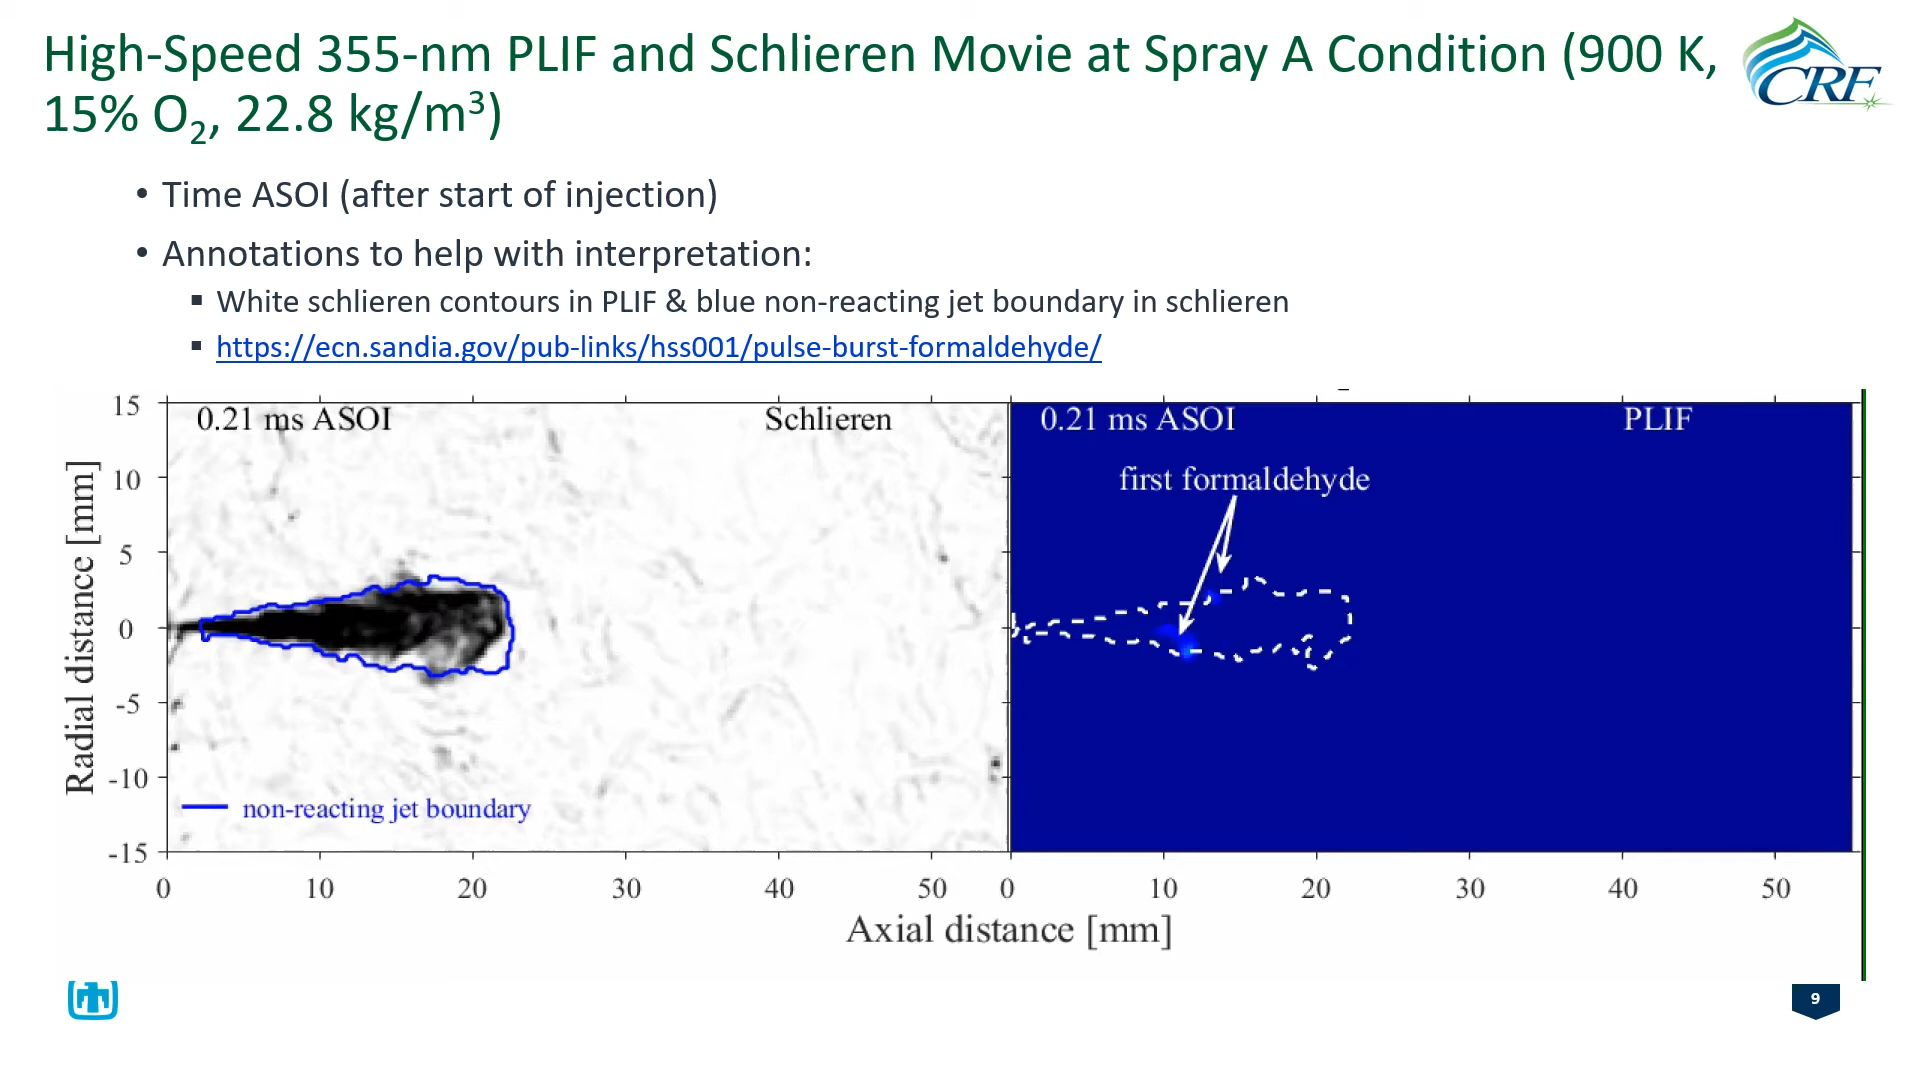 High-Speed 355-nm PLIF and Schlieren Movie at Spray A Condition (900 K,
15% O₂, 22.8 kg/m³)
CRF
• Time ASOI (after start of injection)
• Annotations to help with interpretation:
▪ White schlieren contours in PLIF & blue non-reacting jet boundary in schlieren
▪ https://ecn.sandia.gov/pub-links/hss001/pulse-burst-formaldehyde/
0.21 ms ASOI
Schlieren
0.21 ms ASOI
PLIF
first formaldehyde
non-reacting jet boundary
Radial distance [mm]
15
10
5
0
-5
-10
-15
0 10 20 30 40 50
0 10 20 30 40 50
Axial distance [mm]
9